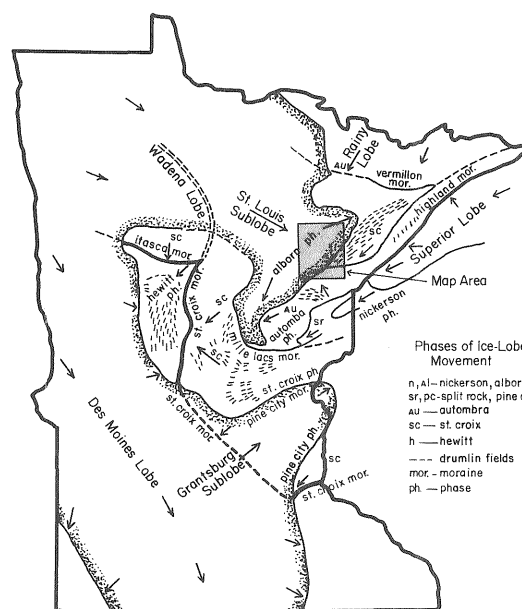 Rainy
Lobe
AU
vermillon
mor.
highland mor.
Superior Lobe
Wadena Lobe
St. Louis
Sublobe
sc
itasca mor.
hewitt
ph.
st. croix mor.
sc
alborn ph.
sc
Map Area
AU
automba
ph.
sr
nickerson
ph.
mille lacs mor.
sc
st. croix ph.
pine city mor.
st. croix mor.
Des Moines Lobe
Grantsburg
Sublobe
pine city ph.
sc
st. croix mor.
Phases of Ice-Lobe
Movement
n, al— nickerson, albor
sr, pc-split rock, pine c
au — autombra
sc — st. croix
h — hewitt
--- drumlin fields
mor. - moraine
ph. — phase